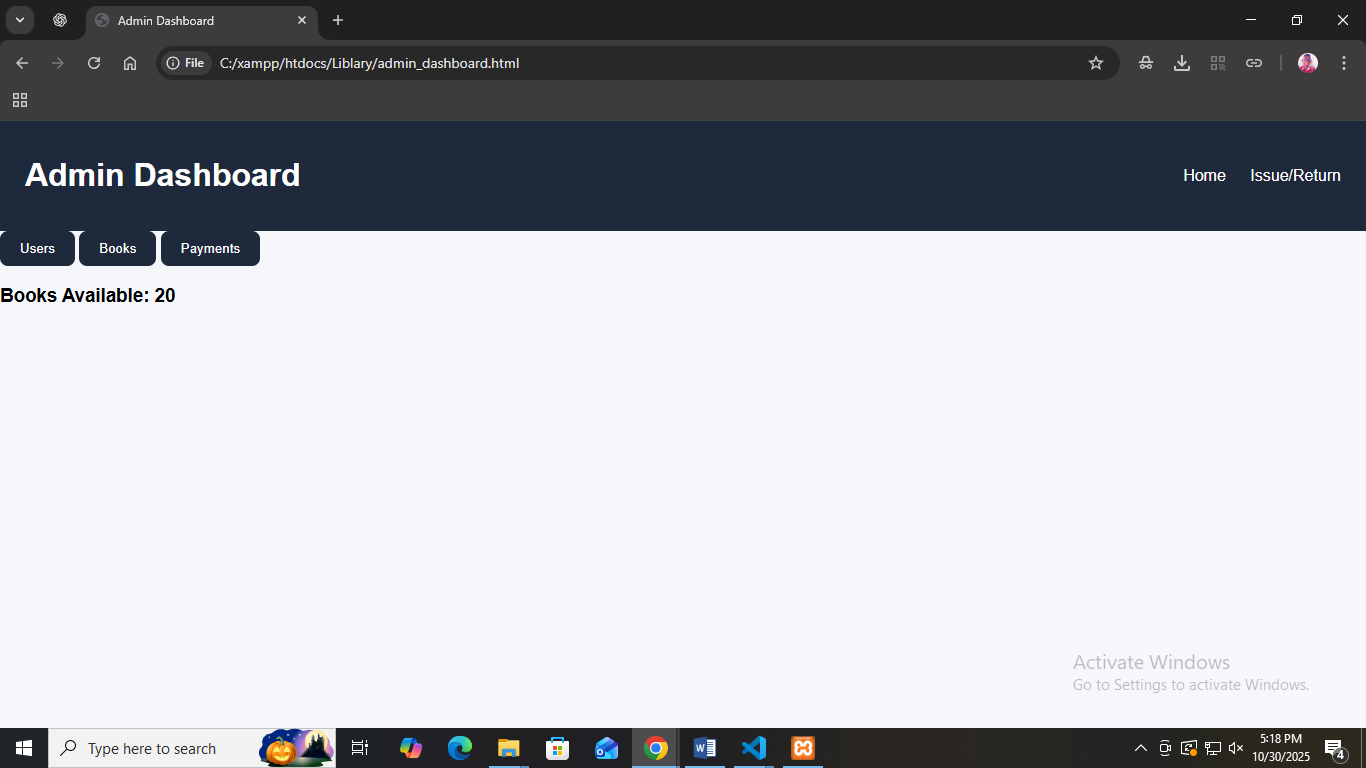 Admin Dashboard
File
C:/xampp/htdocs/Liblary/admin_dashboard.html
Admin Dashboard
Home
Issue/Return
Users
Books
Payments
Books Available: 20
Activate Windows
Go to Settings to activate Windows.
Type here to search
5:18 PM
10/30/2025
4